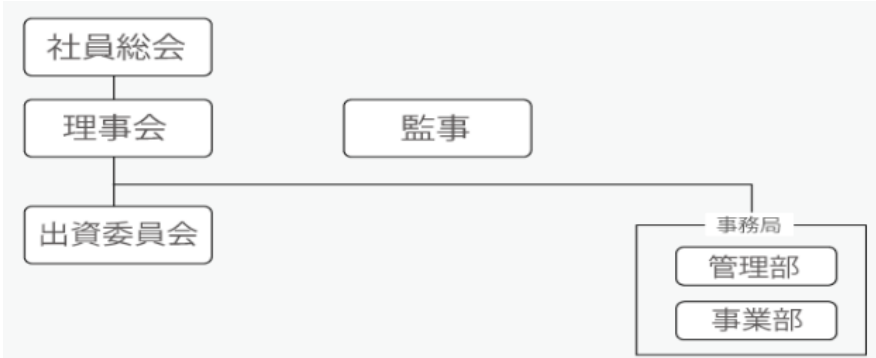 社員総会
理事会
監事
出資委員会
事務局
管理部
事業部